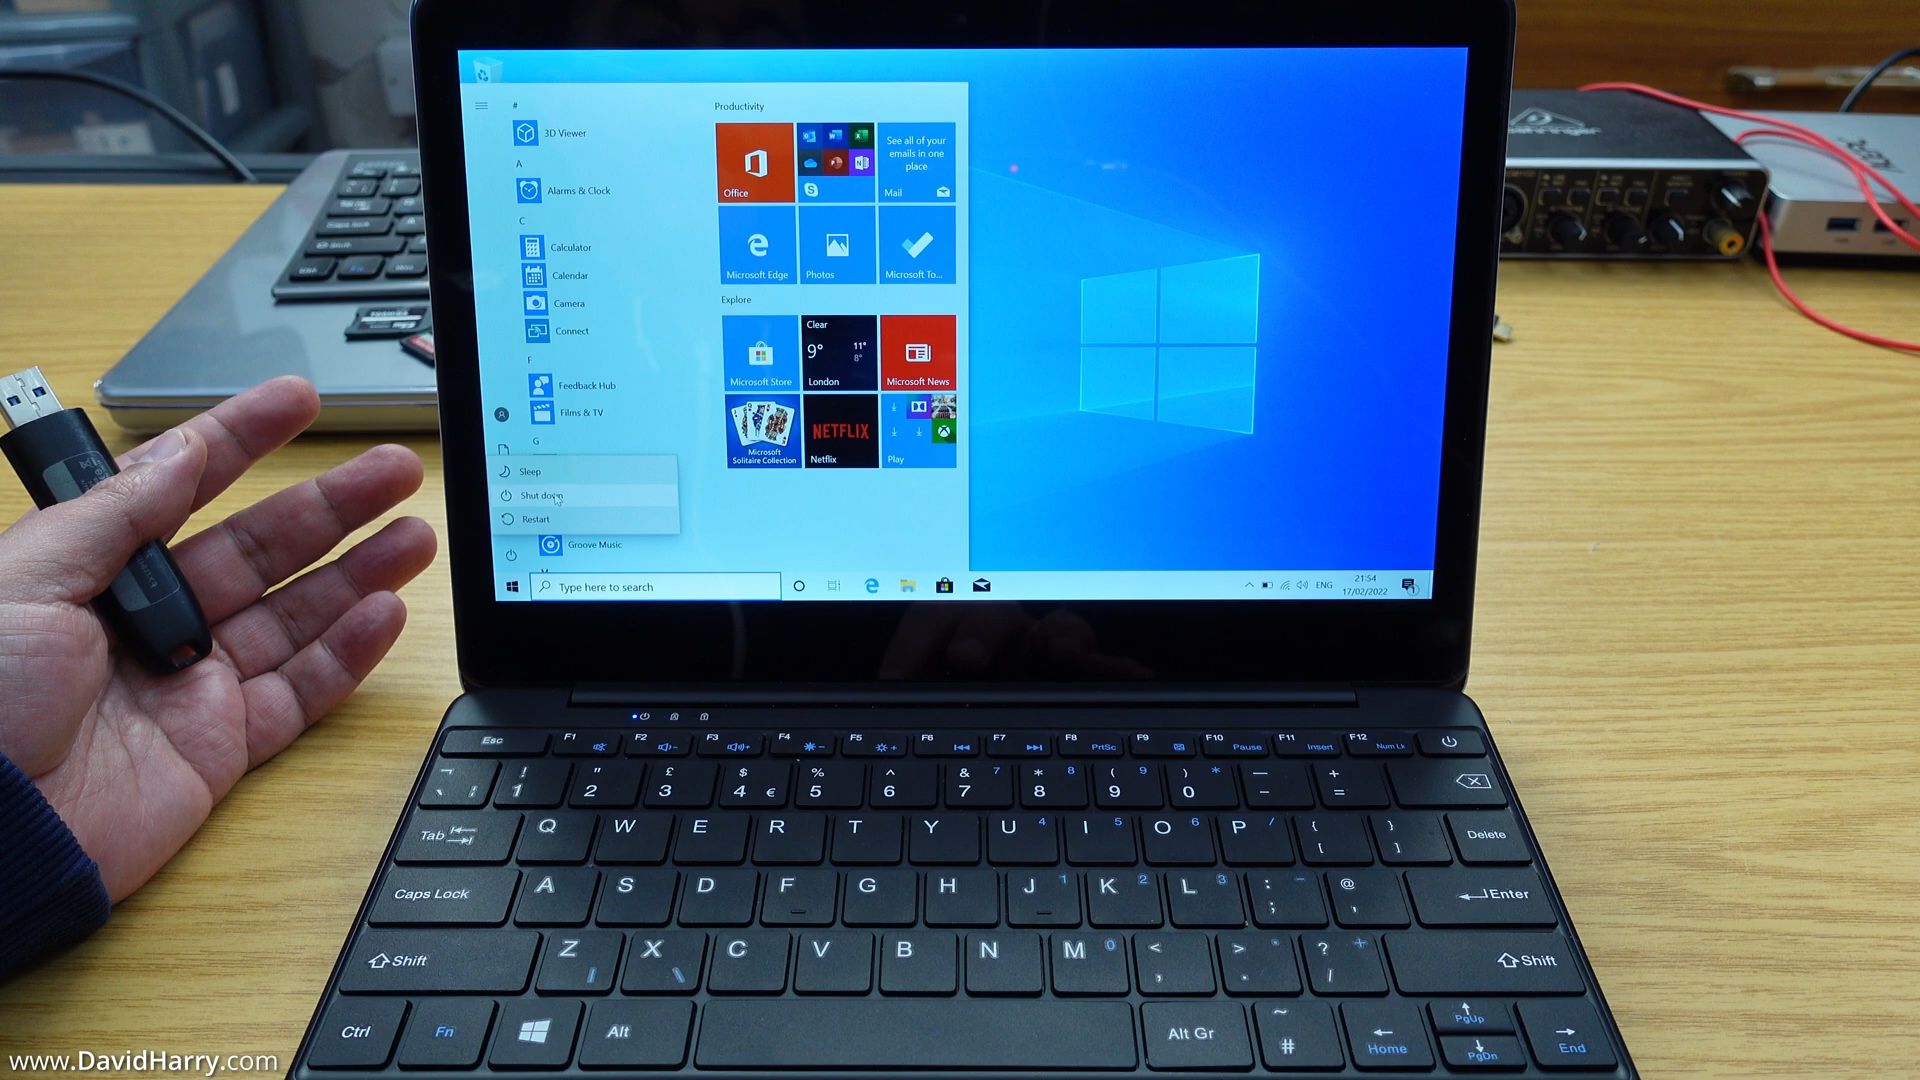 #
3D Viewer
A
Alarms & Clock
C
Calculator
Calendar
Camera
Connect
F
Feedback Hub
Films & TV
G
Sleep
Shut down
Restart
Groove Music
Productivity
Office
See all of your
emails in one
place
Mail
Microsoft Edge
Photos
Microsoft To...
Explore
Microsoft Store
Clear
9°
11°
8°
London
Microsoft News
Microsoft
Solitaire Collection
NETFLIX
Netflix
Play
Type here to search
ENG
21:54
17/02/2022
1
behringer
Esc
F1
F2
F3
F4
F5
F6
F7
F8 PrtSc
F9
F10 Pause
F11 Insert
F12 Num Lk
¬ ` ¦
! 1
" 2
£ 3
$ 4 €
% 5
^ 6
& 7 7
* 8 8
( 9 9
) 0 *
— -
+ =
Tab
Q W E R T Y U 4 I 5 O 6 P /
{ [
} ]
Delete
Caps Lock
A S D F G H J 1 K 2 L 3
: ; -
@ '
Enter
Shift
Z X \ C V B N M 0
< ,
> .
? / +
Shift
Ctrl
Fn
Alt
Alt Gr
~ #
Home
PgUp
PgDn
End
www.DavidHarry.com